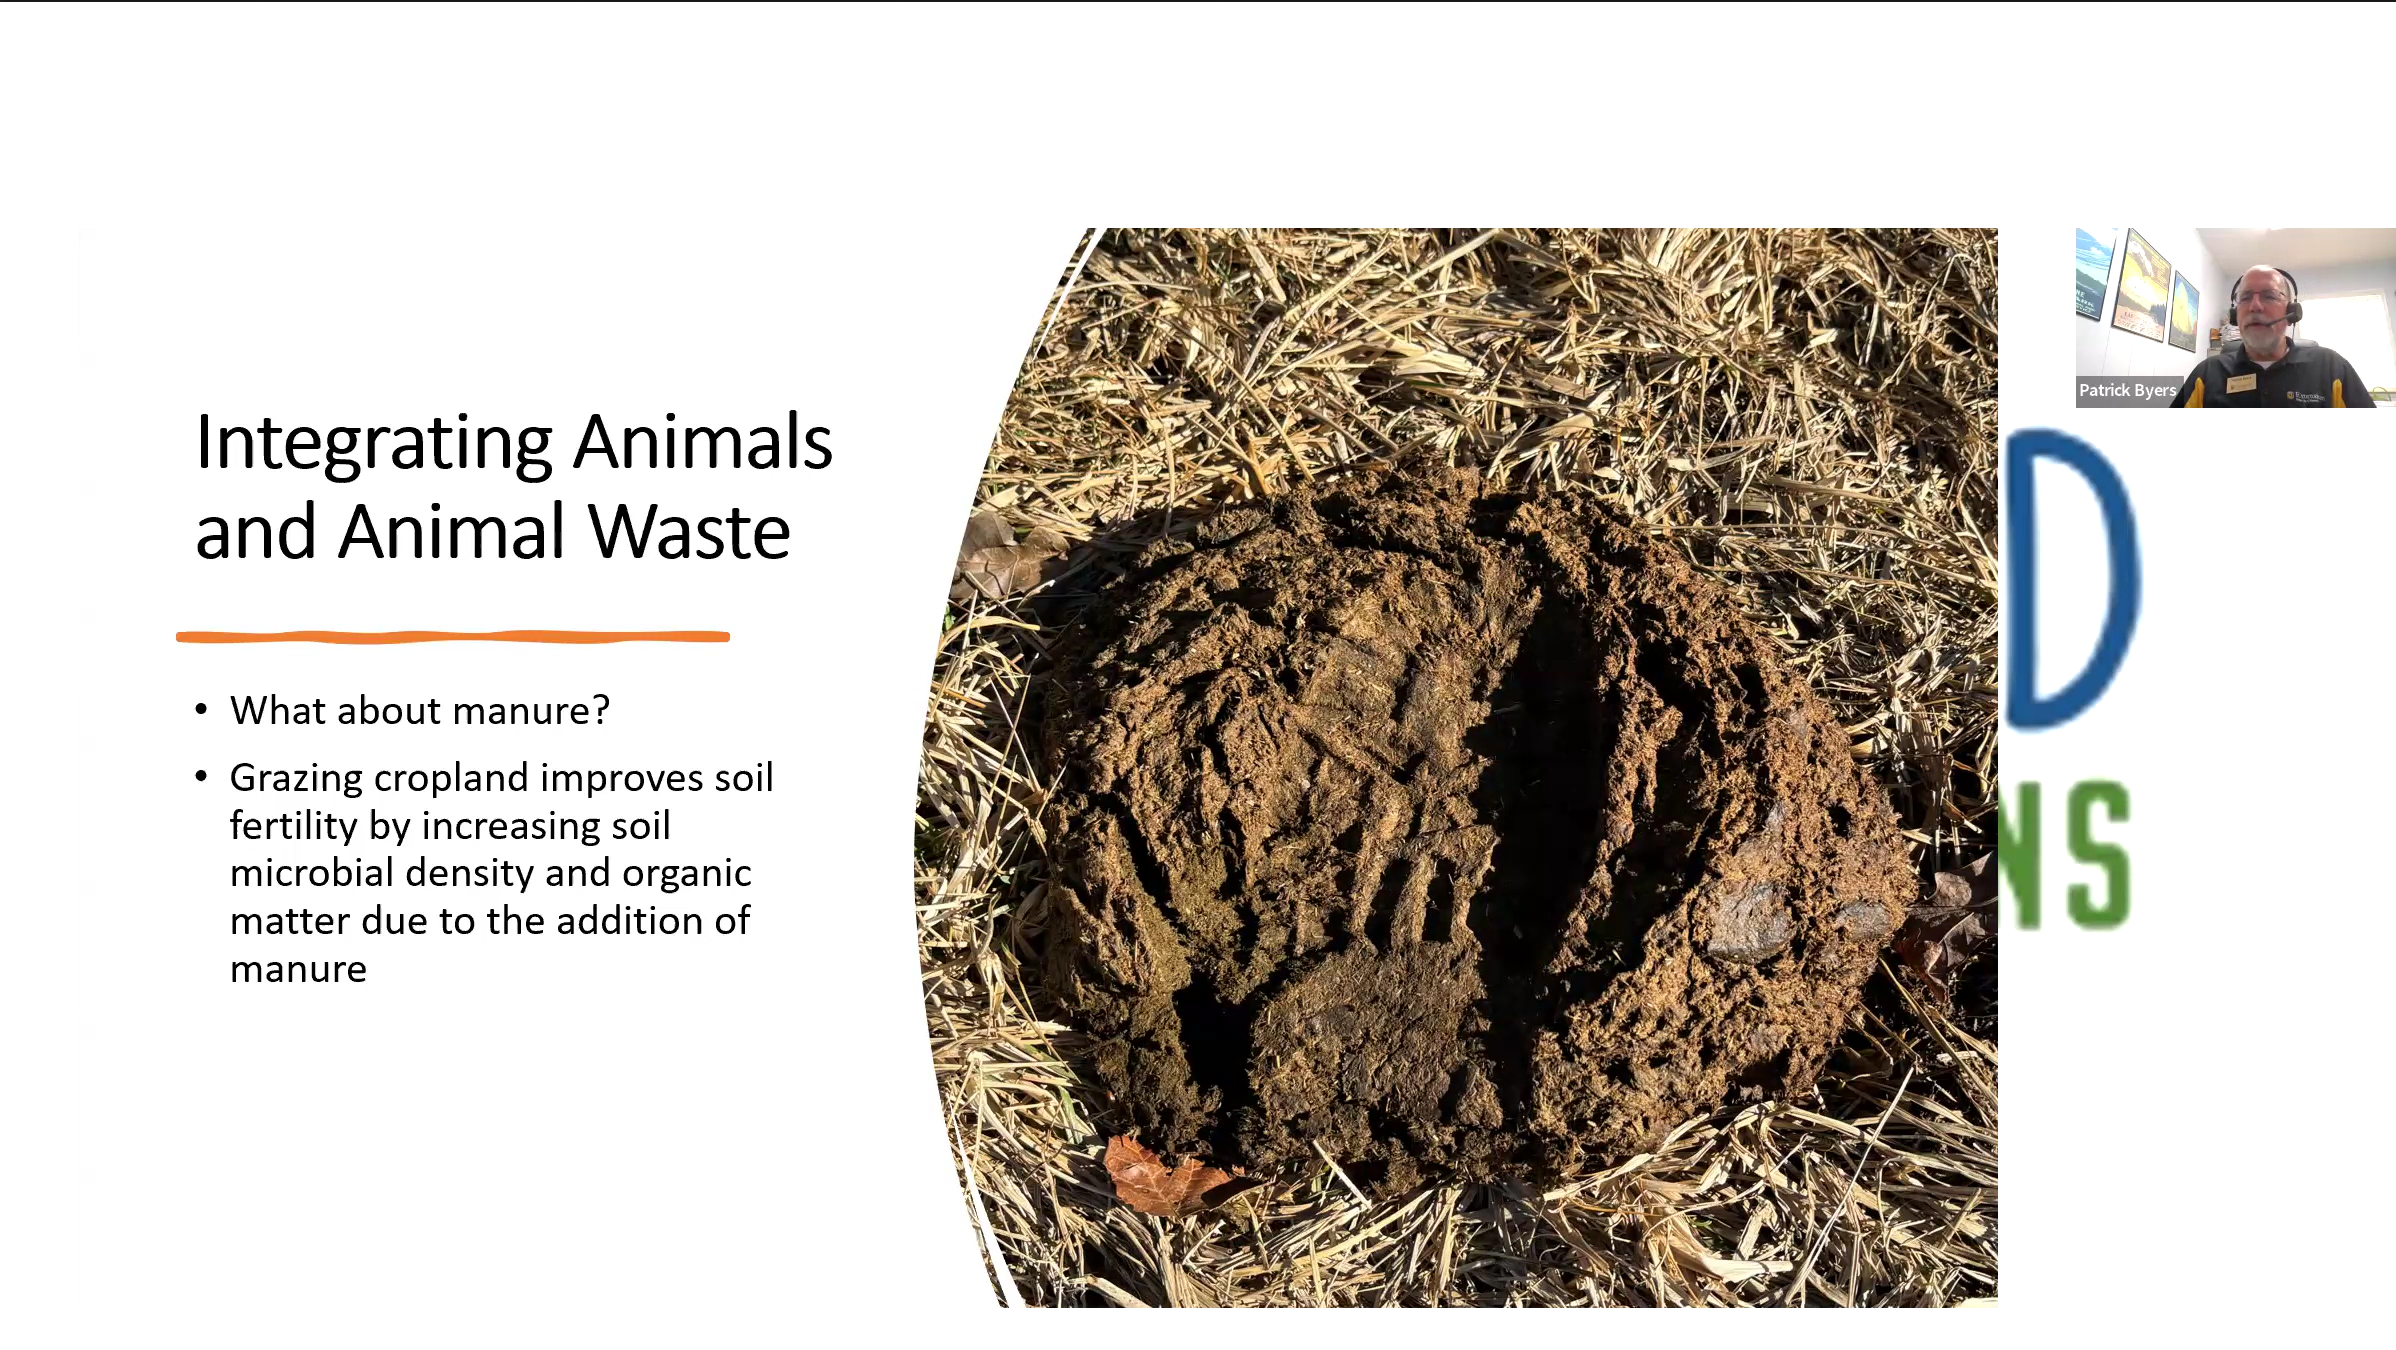 Integrating Animals
and Animal Waste
• What about manure?
• Grazing cropland improves soil
fertility by increasing soil
microbial density and organic
matter due to the addition of
manure
Patrick Byers
D
NS